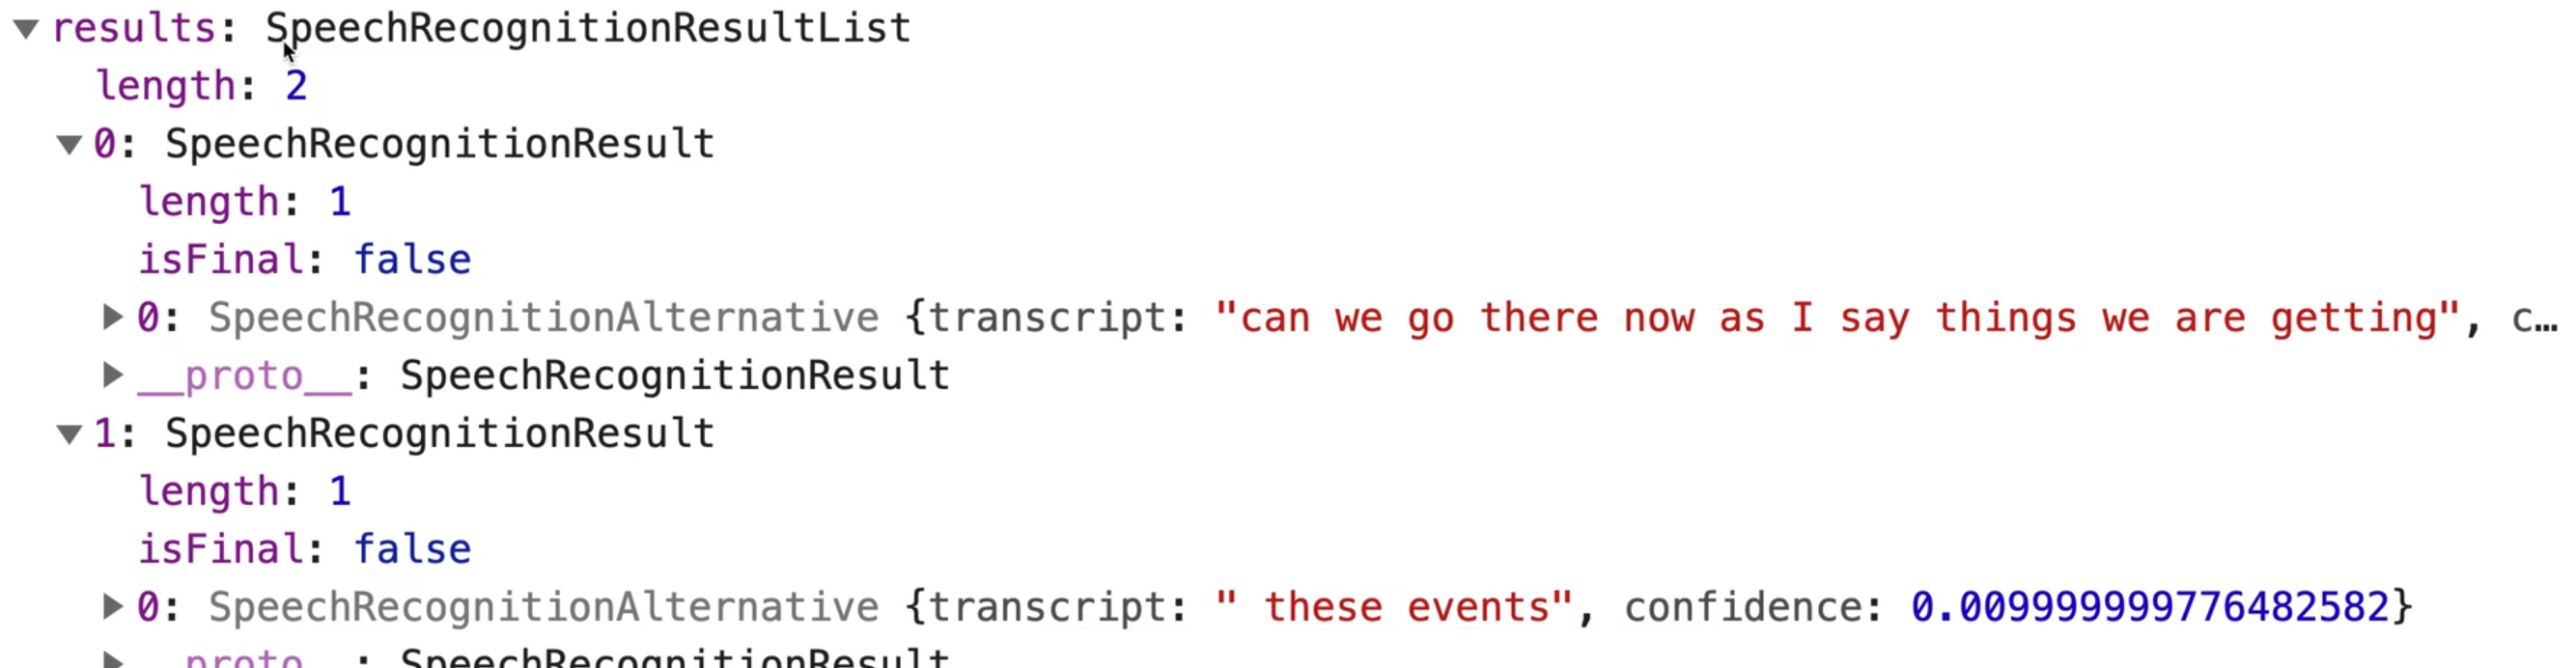 ▼ results: SpeechRecognitionResultList
length: 2
▼ 0: SpeechRecognitionResult
length: 1
isFinal: false
▶ 0: SpeechRecognitionAlternative {transcript: "can we go there now as I say things we are getting", c…
▶ __proto__: SpeechRecognitionResult
▼ 1: SpeechRecognitionResult
length: 1
isFinal: false
▶ 0: SpeechRecognitionAlternative {transcript: " these events", confidence: 0.009999999776482582}
▶ __proto__: SpeechRecognitionResult